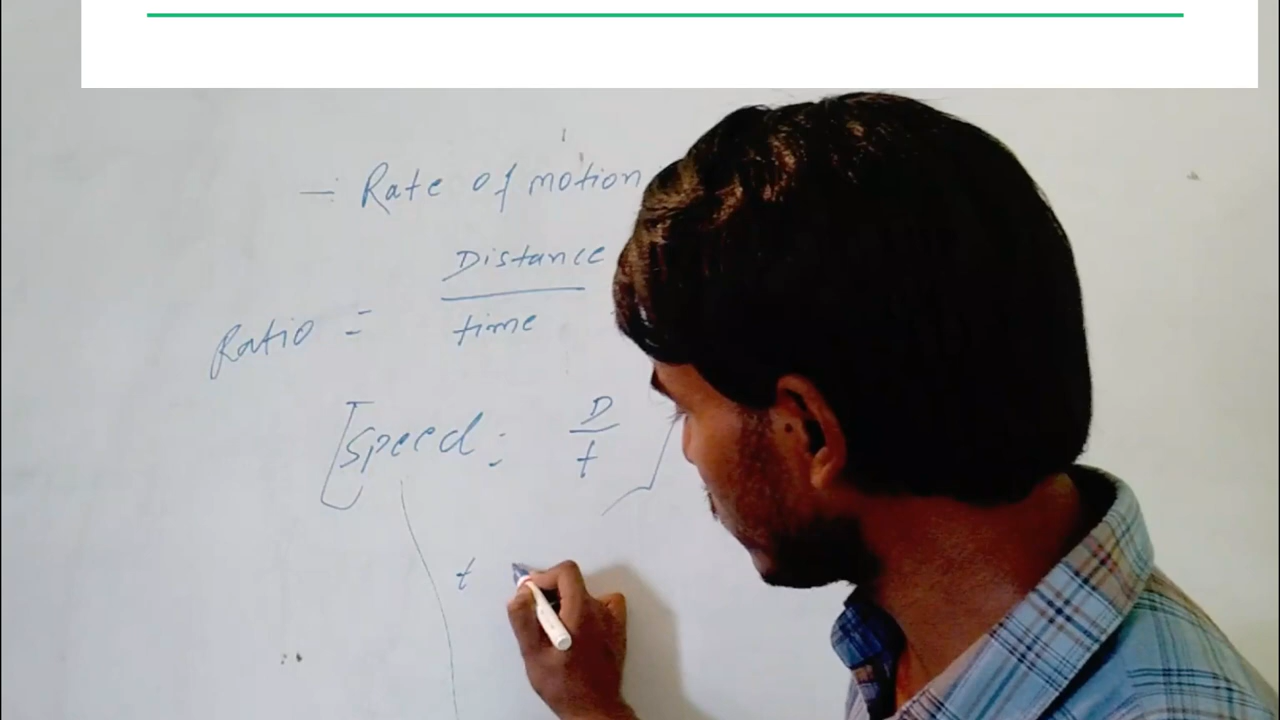 — Rate of motion
Distance
Ratio = ———
time
Speed = D/t
t